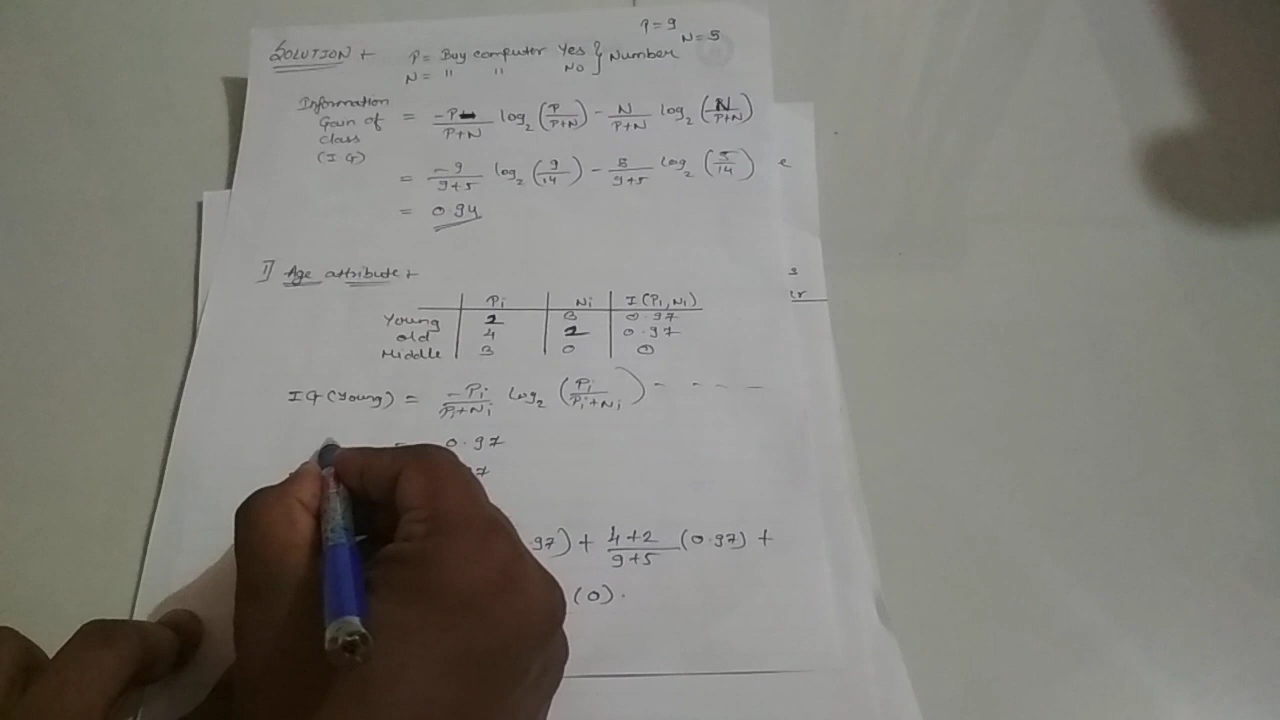 P = 9 N = 5
SOLUTION → P = Buy computer Yes } Number
N = " " No
Information Gain of class (I G) = -P / P+N log2 (P / P+N) - N / P+N log2 (N / P+N)
= -9 / 9+5 log2 (9 / 14) - 5 / 9+5 log2 (5 / 14) e
= 0.94
1] Age attribute → s
Pi Ni I (Pi, Ni) er
Young 2 3 0.97
old 4 2 0.97
Middle 3 0 0
IG (Young) = -Pi / Pi+Ni log2 (Pi / Pi+Ni) - - - -
= 0.97
97) + 4+2 / 9+5 (0.97) +
(0).